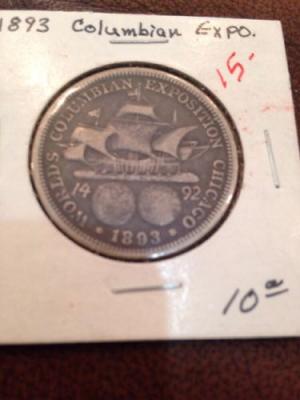 1893 Columbian Expo.
15-
WORLD'S COLUMBIAN EXPOSITION CHICAGO
14 92
· 1893 ·
10